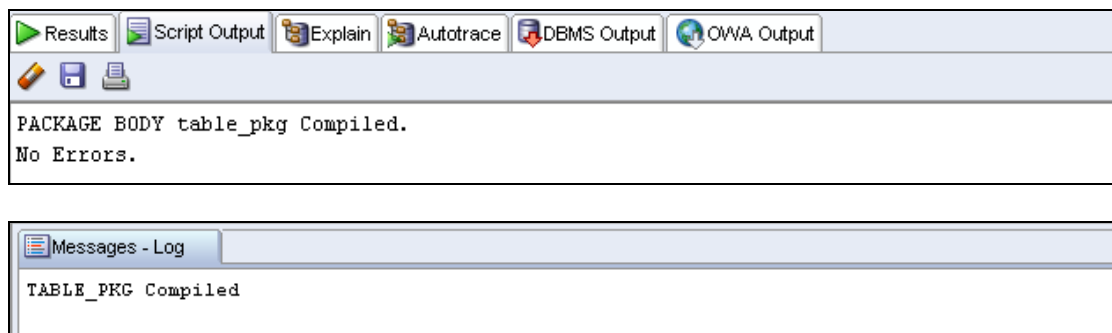 Results Script Output Explain Autotrace DBMS Output OWA Output
PACKAGE BODY table_pkg Compiled.
No Errors.
Messages - Log
TABLE_PKG Compiled